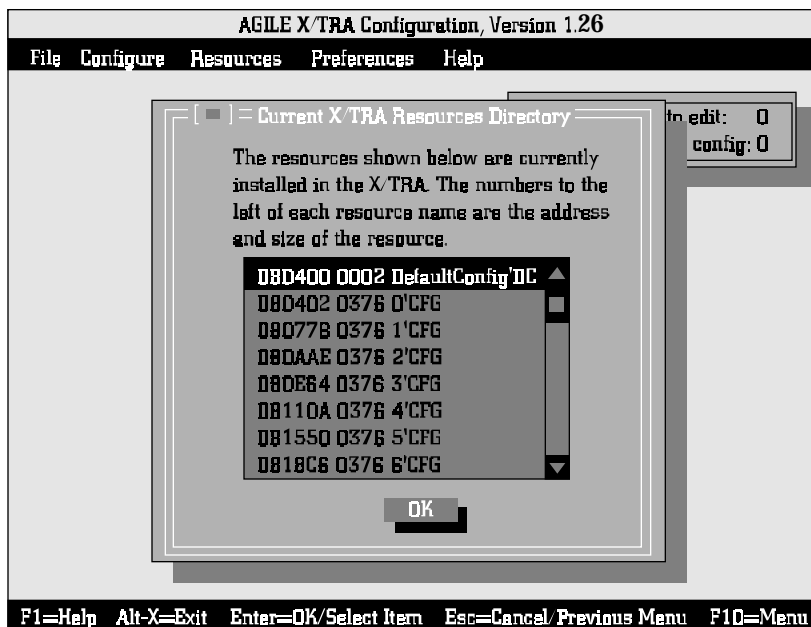 AGILE X/TRA Configuration, Version 1.26
File Configure Resources Preferences Help
to edit: 0
config: 0
[ ■ ] Current X/TRA Resources Directory
The resources shown below are currently
installed in the X/TRA. The numbers to the
left of each resource name are the address
and size of the resource.
080400 0002 DefaultConfig'DC
080402 0376 0'CFG
080778 0376 1'CFG
080AAE 0376 2'CFG
080E64 0376 3'CFG
08110A 0376 4'CFG
081550 0376 5'CFG
0818C6 0376 6'CFG
OK
F1=Help Alt-X=Exit Enter=OK/Select Item Esc=Cancel/Previous Menu F10=Menu